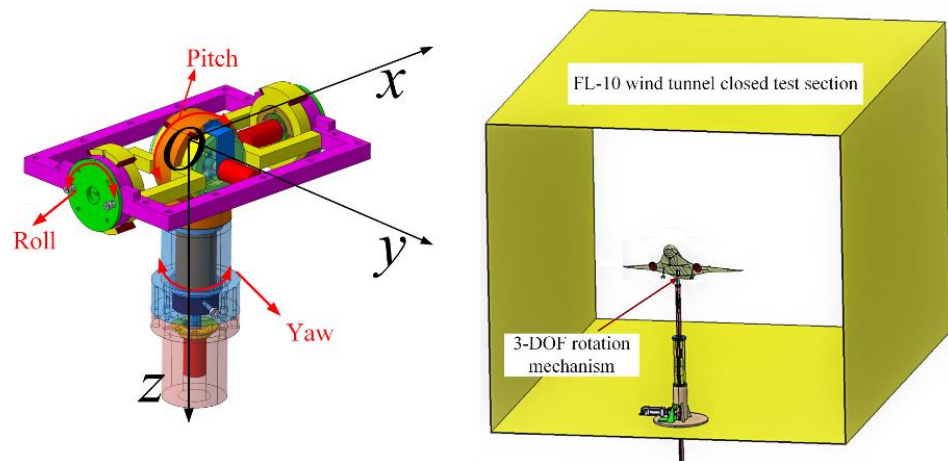 Pitch
x
O
Roll
y
Yaw
z
FL-10 wind tunnel closed test section
3-DOF rotation
mechanism